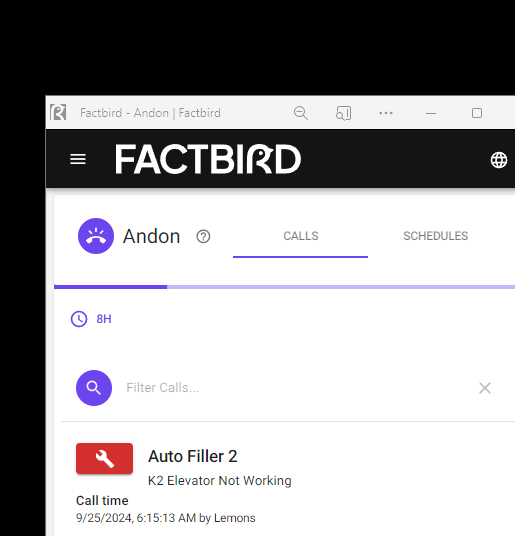 Factbird - Andon | Factbird
FACTBIRD
Andon
CALLS
SCHEDULES
8H
Filter Calls...
Auto Filler 2
K2 Elevator Not Working
Call time
9/25/2024, 6:15:13 AM by Lemons